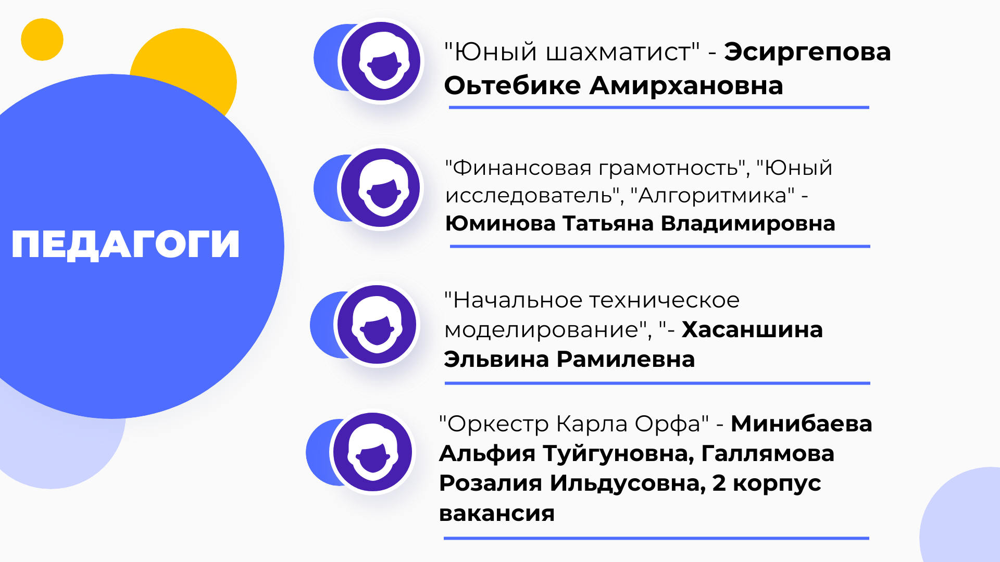 ПЕДАГОГИ
"Юный шахматист" - Эсиргепова
Оьтебике Амирхановна
"Финансовая грамотность", "Юный
исследователь", "Алгоритмика" -
Юминова Татьяна Владимировна
"Начальное техническое
моделирование", "- Хасаншина
Эльвина Рамилевна
"Оркестр Карла Орфа" - Минибаева
Альфия Туйгуновна, Галлямова
Розалия Ильдусовна, 2 корпус
вакансия